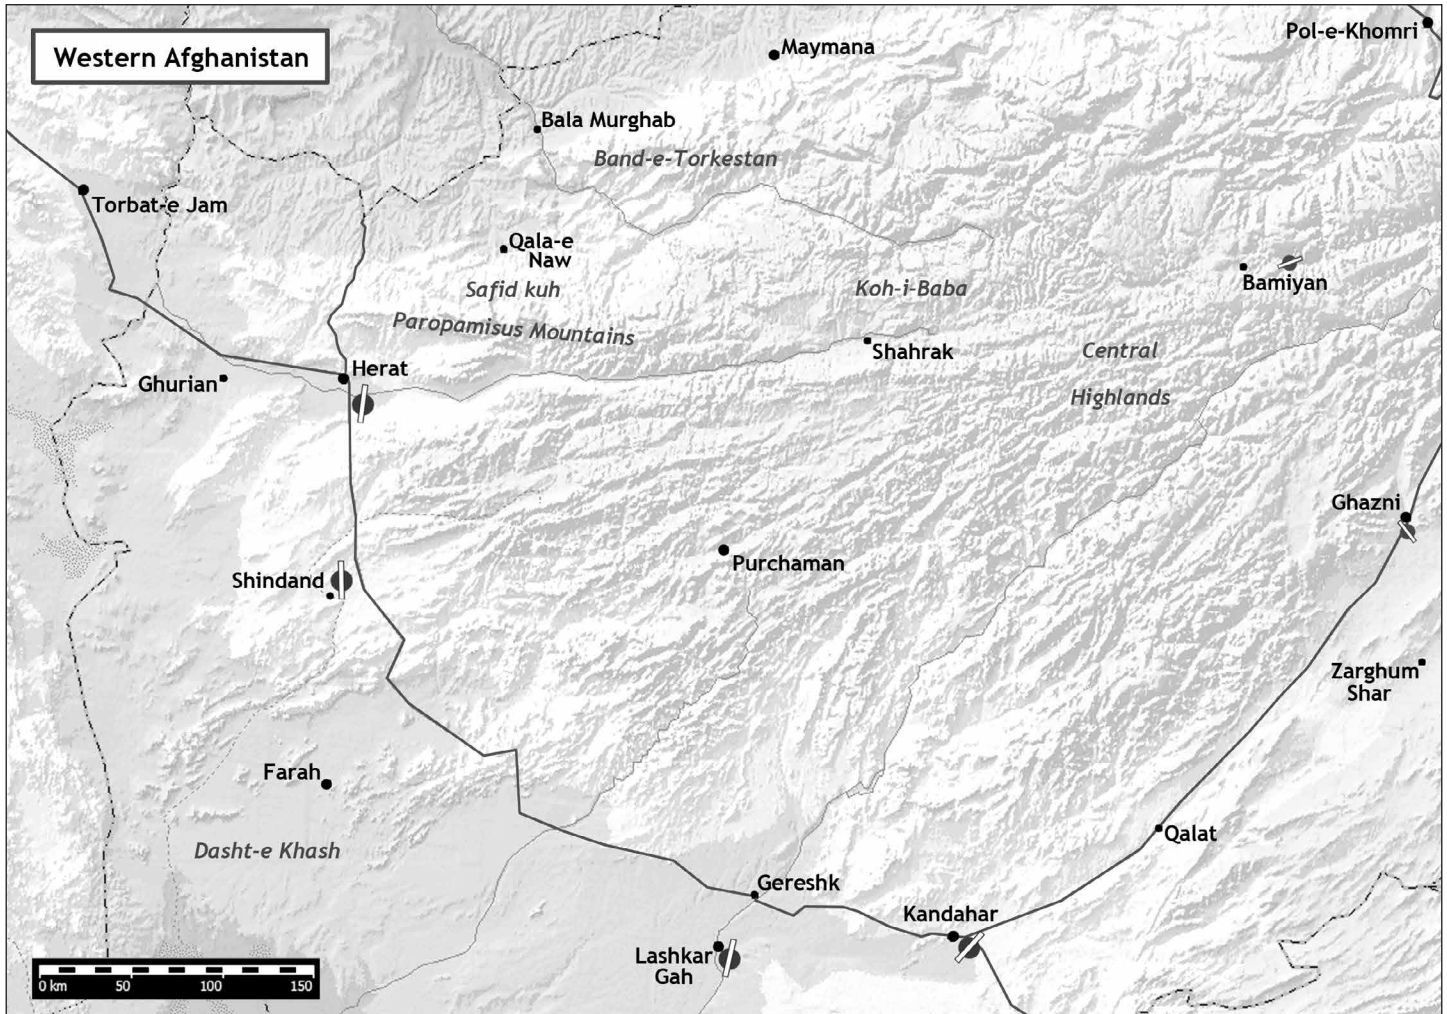 Western Afghanistan
Maymana
Pol-e-Khomri
Bala Murghab
Band-e-Torkestan
Torbat-e Jam
Qala-e
Naw
Safid kuh
Koh-i-Baba
Bamiyan
Paropamisus Mountains
Shahrak
Central
Highlands
Herat
Ghurian
Ghazni
Purchaman
Shindand
Zarghum
Shar
Farah
Qalat
Dasht-e Khash
Gereshk
Kandahar
Lashkar
Gah
0 km 50 100 150